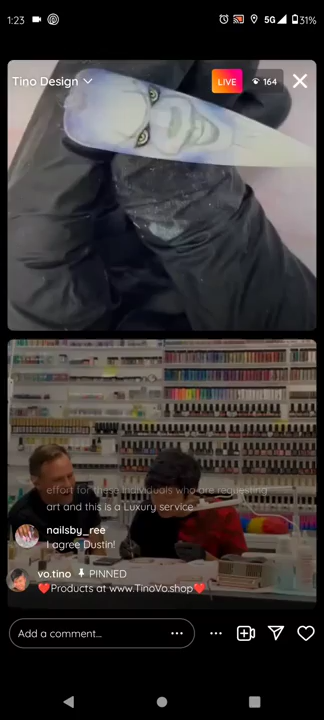 1:23
5G
31%
Tino Design
LIVE
164
effort for these individuals who are requesting
art and this is a Luxury service
nailsby_ree
I agree Dustin!
vo.tino PINNED
❤️Products at www.TinoVo.shop❤️
Add a comment...